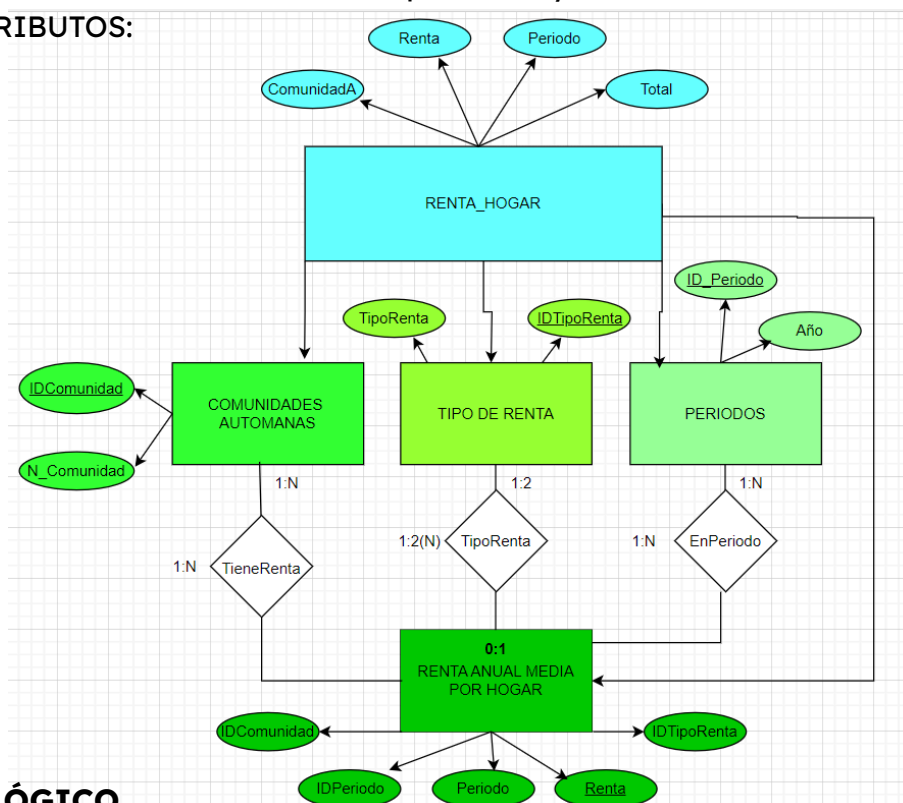 RIBUTOS:
Renta
Periodo
ComunidadA
Total
RENTA_HOGAR
ID_Periodo
TipoRenta
IDTipoRenta
Año
IDComunidad
COMUNIDADES
AUTOMANAS
TIPO DE RENTA
PERIODOS
N_Comunidad
1:N
1:2
1:N
1:N
TieneRenta
1:2(N)
TipoRenta
1:N
EnPeriodo
0:1
RENTA ANUAL MEDIA
POR HOGAR
IDComunidad
IDTipoRenta
IDPeriodo
Periodo
Renta
ÓGICO